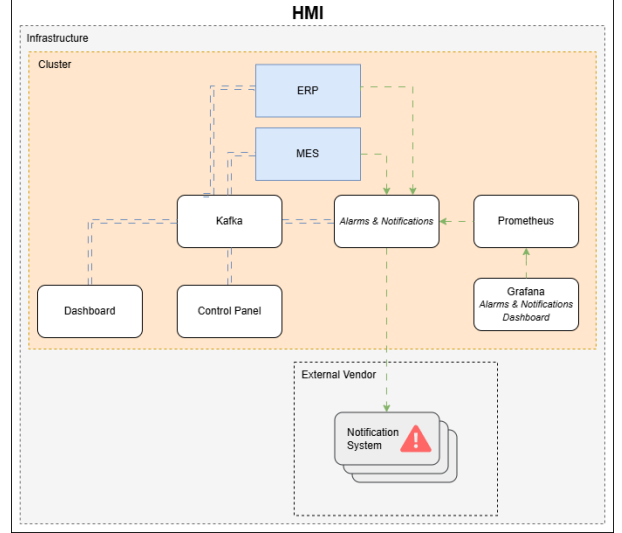 HMI
Infrastructure
Cluster
ERP
MES
Kafka
Alarms & Notifications
Prometheus
Dashboard
Control Panel
Grafana
Alarms & Notifications
Dashboard
External Vendor
Notification
System